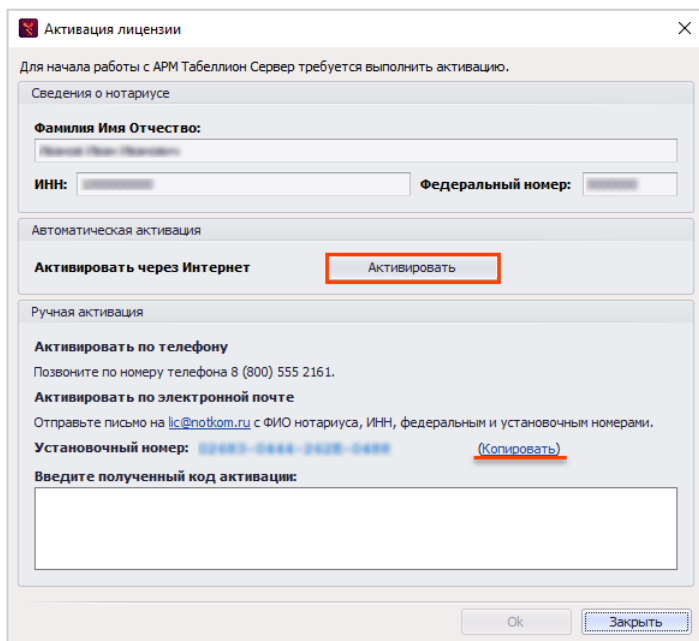 Активация лицензии
Для начала работы с АРМ Табеллион Сервер требуется выполнить активацию.
Сведения о нотариусе
Фамилия Имя Отчество:
ИНН:
Федеральный номер:
Автоматическая активация
Активировать через Интернет
Активировать
Ручная активация
Активировать по телефону
Позвоните по номеру телефона 8 (800) 555 2161.
Активировать по электронной почте
Отправьте письмо на lic@notkom.ru с ФИО нотариуса, ИНН, федеральным и установочным номерами.
Установочный номер:
(Копировать)
Введите полученный код активации:
Ok
Закрыть